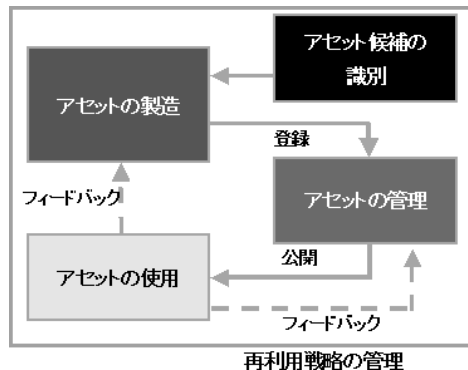 アセット候補の
識別
アセットの製造
登録
フィードバック
アセットの管理
公開
アセットの使用
フィードバック
再利用戦略の管理